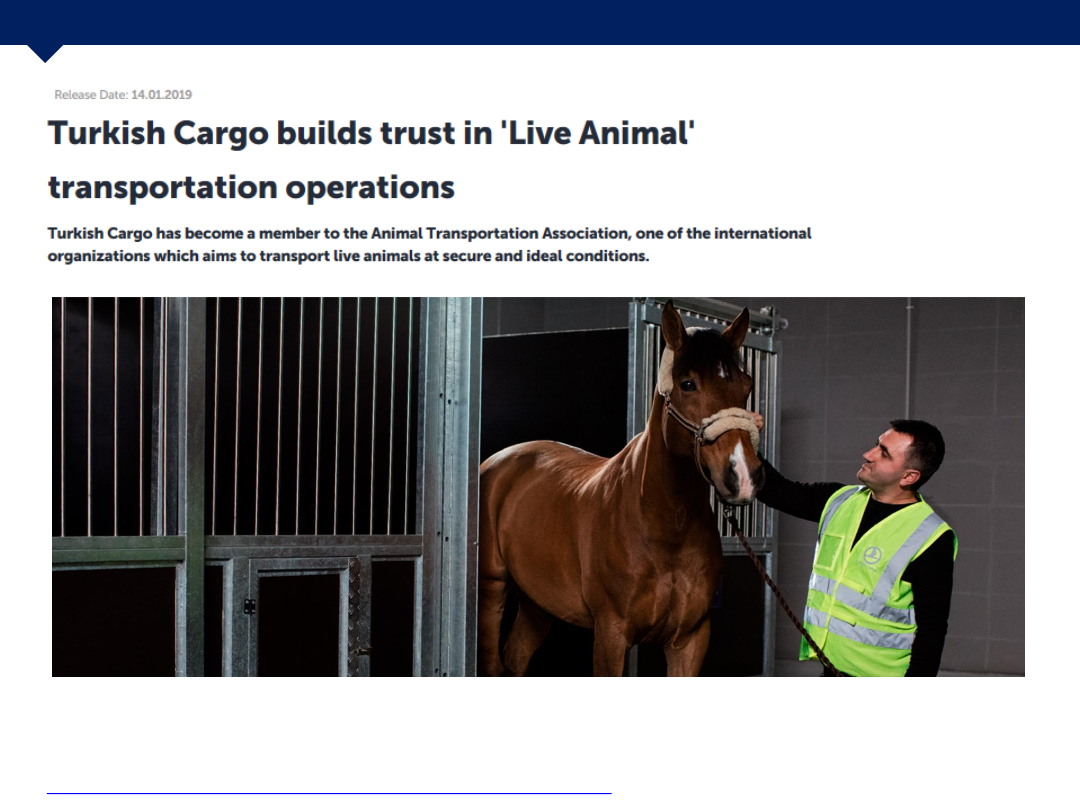 Release Date: 14.01.2019
Turkish Cargo builds trust in 'Live Animal'
transportation operations
Turkish Cargo has become a member to the Animal Transportation Association, one of the international
organizations which aims to transport live animals at secure and ideal conditions.